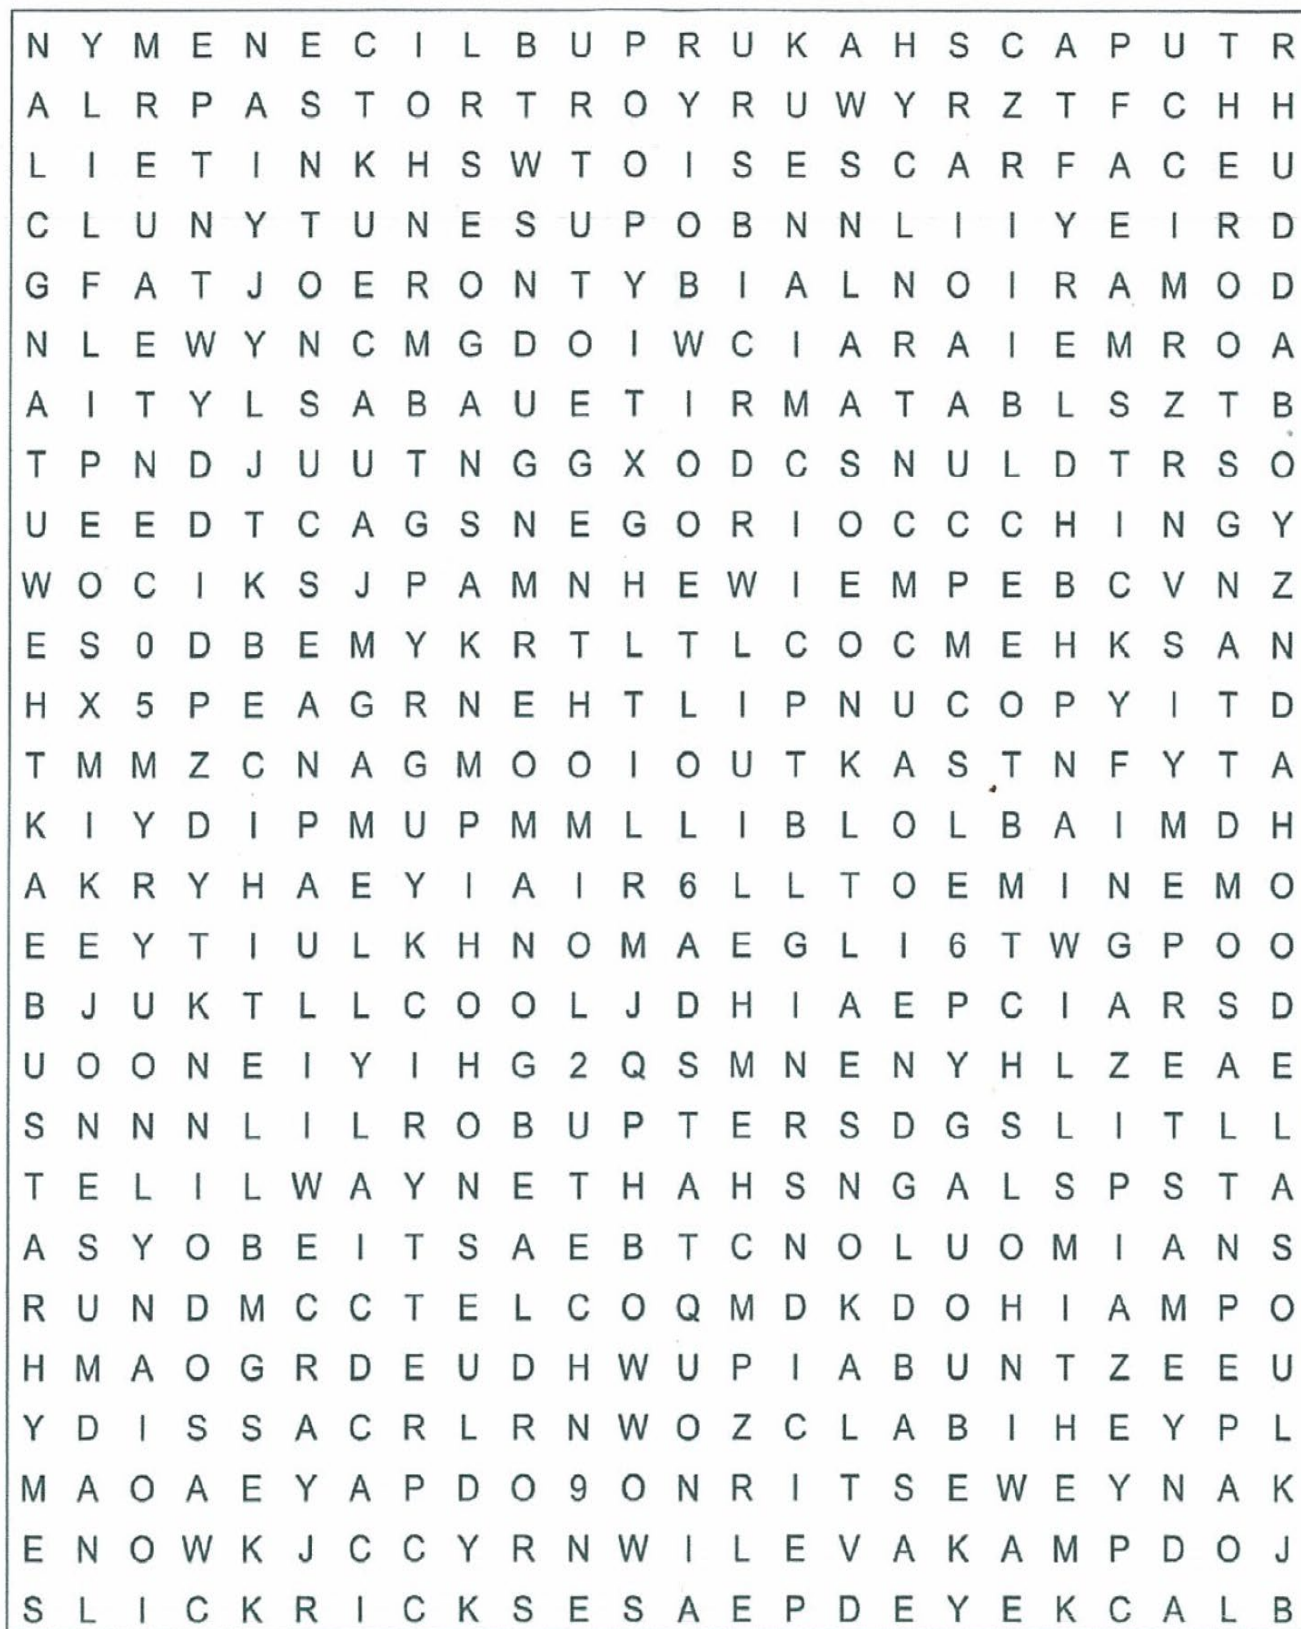 N Y M E N E C I L B U P R U K A H S C A P U T R
A L R P A S T O R T R O Y R U W Y R Z T F C H H
L I E T I N K H S W T O I S E S C A R F A C E U
C L U N Y T U N E S U P O B N N L I I Y E I R D
G F A T J O E R O N T Y B I A L N O I R A M O D
N L E W Y N C M G D O I W C I A R A I E M R O A
A I T Y L S A B A U E T I R M A T A B L S Z T B
T P N D J U U T N G G X O D C S N U L D T R S O
U E E D T C A G S N E G O R I O C C C H I N G Y
W O C I K S J P A M N H E W I E M P E B C V N Z
E S 0 D B E M Y K R T L T L C O C M E H K S A N
H X 5 P E A G R N E H T L I P N U C O P Y I T D
T M M Z C N A G M O O I O U T K A S T N F Y T A
K I Y D I P M U P M M L L I B L O L B A I M D H
A K R Y H A E Y I A I R 6 L L T O E M I N E M O
E E Y T I U L K H N O M A E G L I 6 T W G P O O
B J U K T L L C O O L J D H I A E P C I A R S D
U O O N E I Y I H G 2 Q S M N E N Y H L Z E A E
S N N N L I L R O B U P T E R S D G S L I T L L
T E L I L W A Y N E T H A H S N G A L S P S T A
A S Y O B E I T S A E B T C N O L U O M I A N S
R U N D M C C T E L C O Q M D K D O H I A M P O
H M A O G R D E U D H W U P I A B U N T Z E E U
Y D I S S A C R L R N W O Z C L A B I H E Y P L
M A O A E Y A P D O 9 O N R I T S E W E Y N A K
E N O W K J C C Y R N W I L E V A K A M P D O J
S L I C K R I C K S E S A E P D E Y E K C A L B